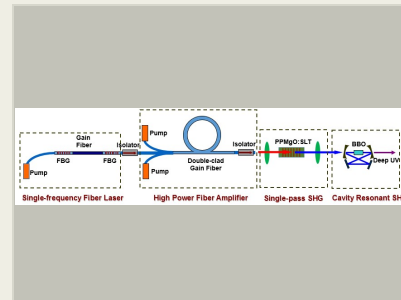 Gain
Fiber
FBG
FBG
Pump
Isolator
Pump
Pump
Double-clad
Gain Fiber
Isolator
PPMgO:SLT
BBO
Deep UV
Single-frequency Fiber Laser
High Power Fiber Amplifier
Single-pass SHG
Cavity Resonant SH